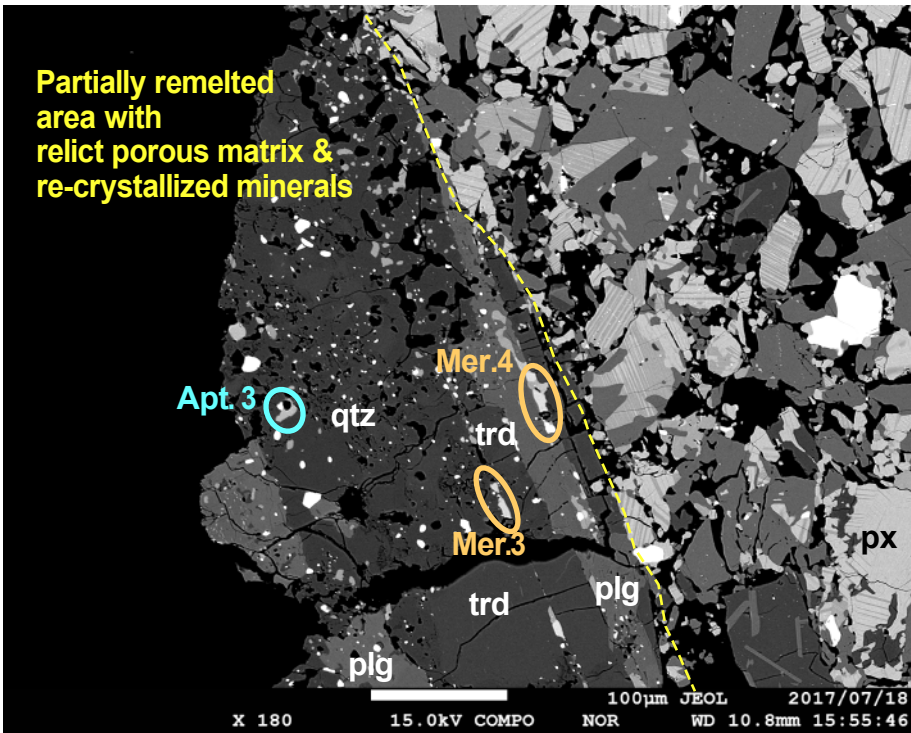 Partially remelted
area with
relict porous matrix &
re-crystallized minerals
Mer.4
Apt. 3
qtz
trd
Mer.3
px
trd
plg
plg
100µm JEOL 2017/07/18
X 180 15.0kV COMPO NOR WD 10.8mm 15:55:46